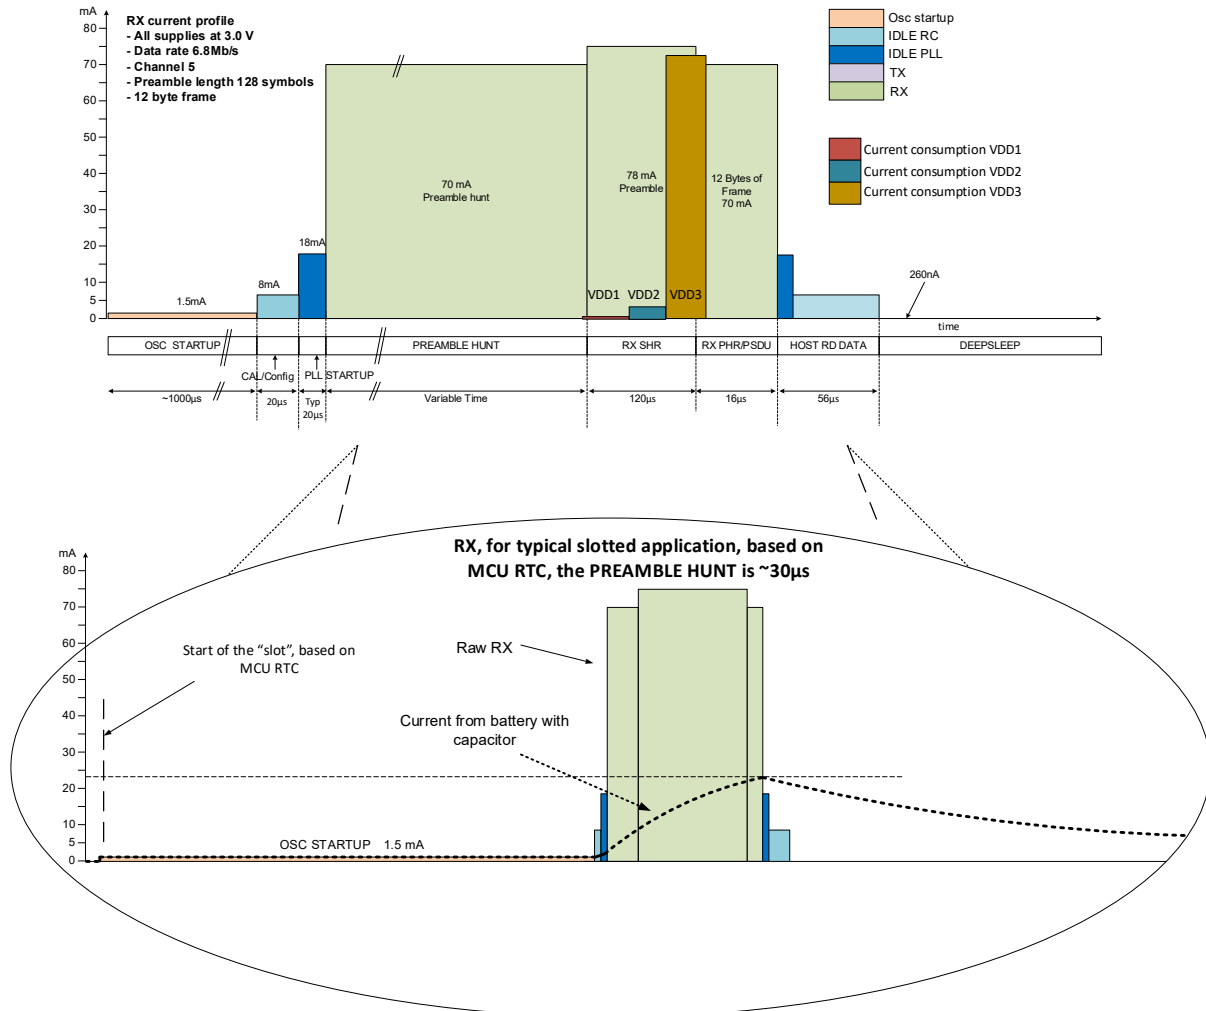 mA
80
70
60
50
40
30
20
10
5
0
RX current profile
- All supplies at 3.0 V
- Data rate 6.8Mb/s
- Channel 5
- Preamble length 128 symbols
- 12 byte frame
Osc startup
IDLE RC
IDLE PLL
TX
RX
Current consumption VDD1
Current consumption VDD2
Current consumption VDD3
1.5mA
8mA
18mA
70 mA
Preamble hunt
78 mA
Preamble
12 Bytes of
Frame
70 mA
VDD1
VDD2
VDD3
260nA
time
OSC STARTUP
PREAMBLE HUNT
RX SHR
RX PHR/PSDU
HOST RD DATA
DEEPSLEEP
CAL/Config
PLL STARTUP
~1000µs
20µs
Typ
20µs
Variable Time
120µs
16µs
56µs
RX, for typical slotted application, based on
MCU RTC, the PREAMBLE HUNT is ~30µs
mA
80
70
60
50
40
30
20
10
5
0
Start of the “slot”, based on
MCU RTC
Raw RX
Current from battery with
capacitor
OSC STARTUP 1.5 mA